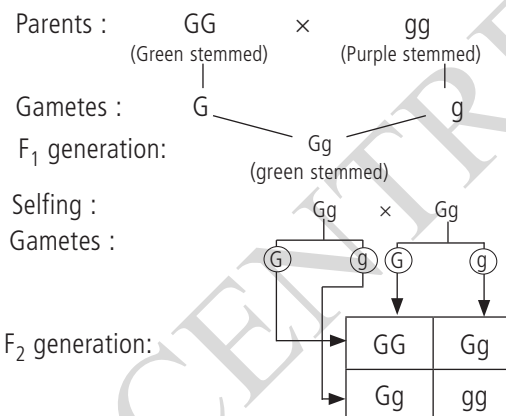 Parents : GG × gg
(Green stemmed) (Purple stemmed)
Gametes : G g
F₁ generation: Gg
(green stemmed)
Selfing : Gg × Gg
Gametes : G g G g
F₂ generation: GG Gg
Gg gg
CENTRE